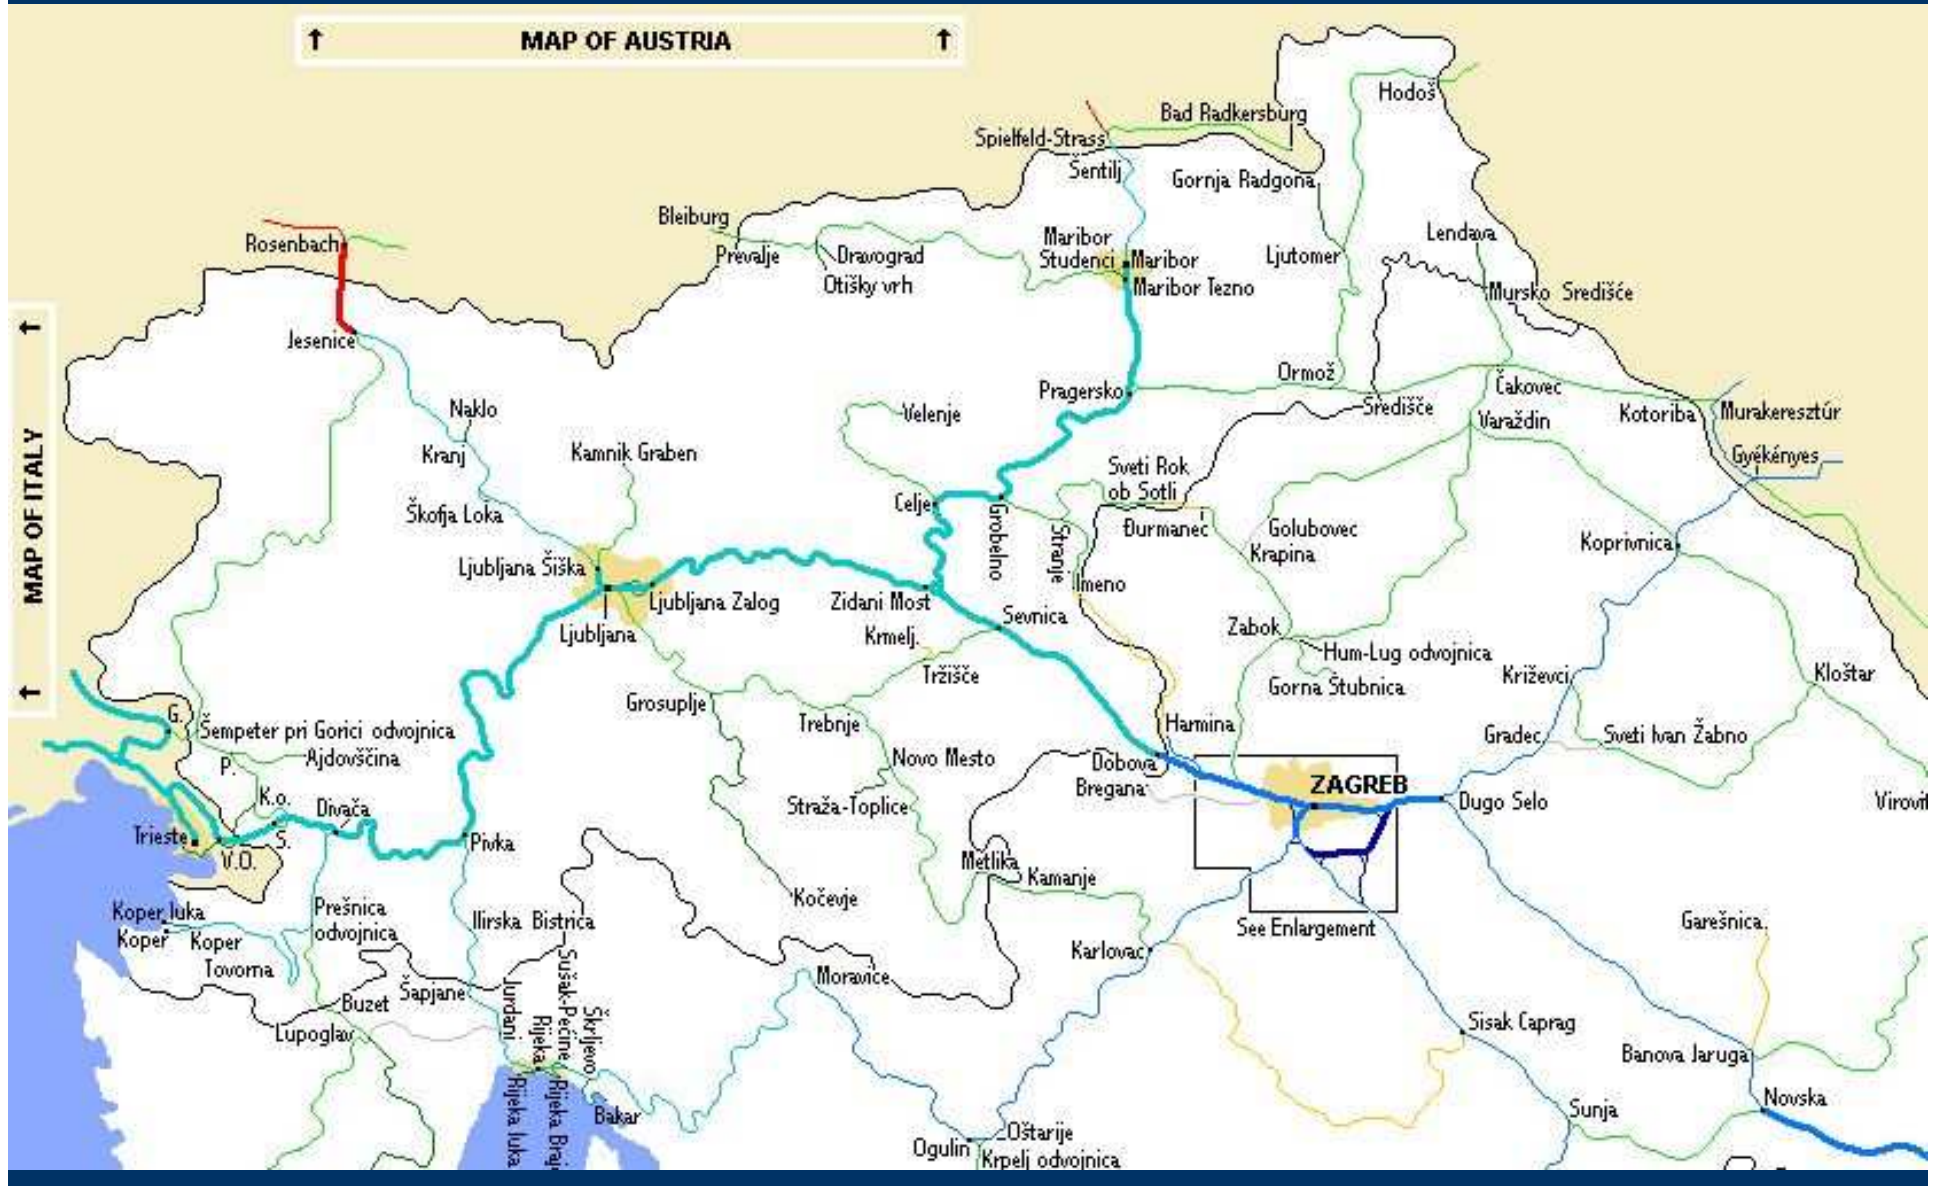 MAP OF AUSTRIA
MAP OF ITALY
Hodoš
Bad Radkersburg
Spielfeld-Strass
Šentilj
Gornja Radgona
Bleiburg
Rosenbach
Prevalje
Dravograd
Otišky vrh
Maribor
Studenci
Maribor
Maribor Tezno
Ljutomer
Lendava
Mursko Središće
Jesenice
Pragersko
Ormož
Središče
Čakovec
Varaždin
Kotoriba
Murakeresztúr
Gyékényes
Naklo
Kranj
Kamnik Graben
Velenje
Škofja Loka
Celje
Grobelno
Stranje
Sveti Rok
ob Sotli
Đurmanec
Golubovec
Krapina
Koprivnica
Imeno
Ljubljana Šiška
Ljubljana Zalog
Ljubljana
Zidani Most
Sevnica
Krmelj
Tržišče
Zabok
Hum-Lug odvojnica
Gorna Štubnica
Križevci
Kloštar
Grosuplje
Trebnje
Harmina
Gradec
Sveti Ivan Žabno
G.
Šempeter pri Gorici odvojnica
Ajdovščina
P.
K.o.
Divača
S.
V.O.
Trieste
Pivka
Novo Mesto
Straža-Toplice
Dobova
Bregana
ZAGREB
Dugo Selo
Virovit
Metlika
Kamanje
Kočevje
See Enlargement
Garešnica
Koper luka
Koper
Koper
Tovorna
Prešnica
odvojnica
Ilirska Bistrica
Karlovac
Moravice
Buzet
Šapjane
Lupoglav
Jurdani
Rijeka
Sušak-Pećine
Škrljevo
Rijeka luka
Rijeka Braj
Bakar
Sisak Caprag
Banova Jaruga
Novska
Sunja
Ogulin
Oštarije
Krpelj odvojnica